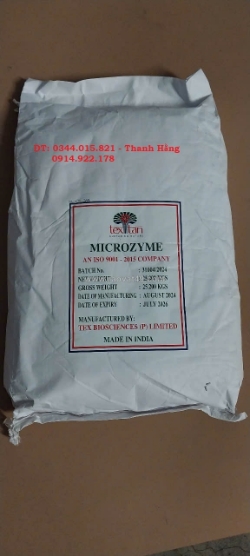 ĐT: 0344.015.821 - Thanh Hằng
0914.922.178
textan
MICROZYME
AN ISO 9001 - 2015 COMPANY
BATCH No
NET WEIGHT
GROSS WEIGHT : 25.200 KGS
DATE OF MANUFACTURING : AUGUST 2024
DATE OF EXPIRY : JULY 2026
MANUFACTURED BY:
TEX BIOSCIENCES (P) LIMITED
MADE IN INDIA